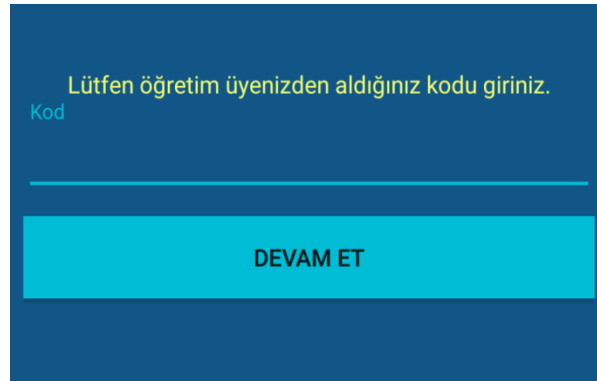 Lütfen öğretim üyenizden aldığınız kodu giriniz.
Kod
DEVAM ET